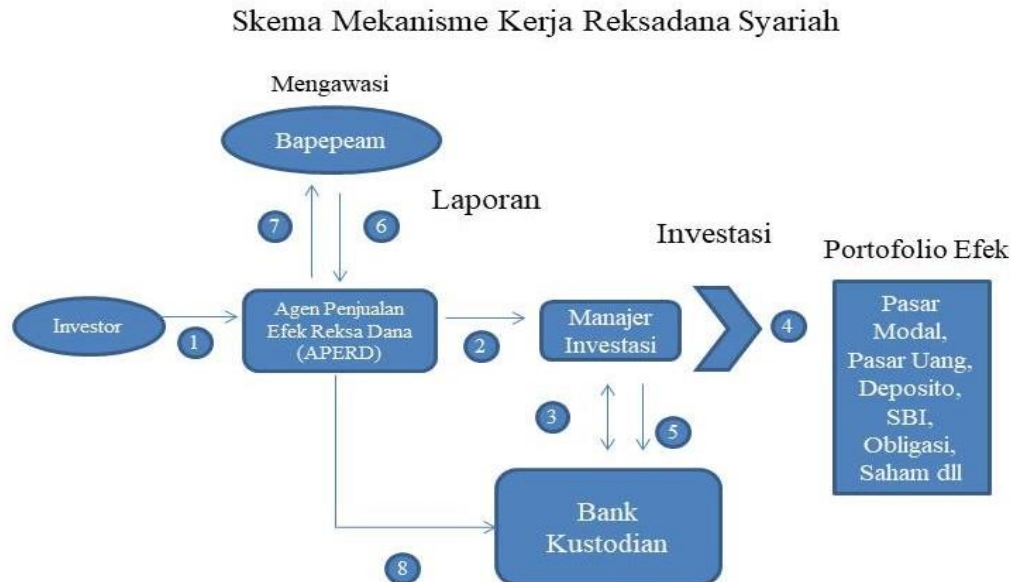 Skema Mekanisme Kerja Reksadana Syariah
Mengawasi
Bapepeam
7
6
Laporan
Investor
1
Agen Penjualan
Efek Reksa Dana
(APERD)
2
Manajer
Investasi
Investasi
4
Portofolio Efek
Pasar
Modal,
Pasar Uang,
Deposito,
SBI,
Obligasi,
Saham dll
3
5
Bank
Kustodian
8